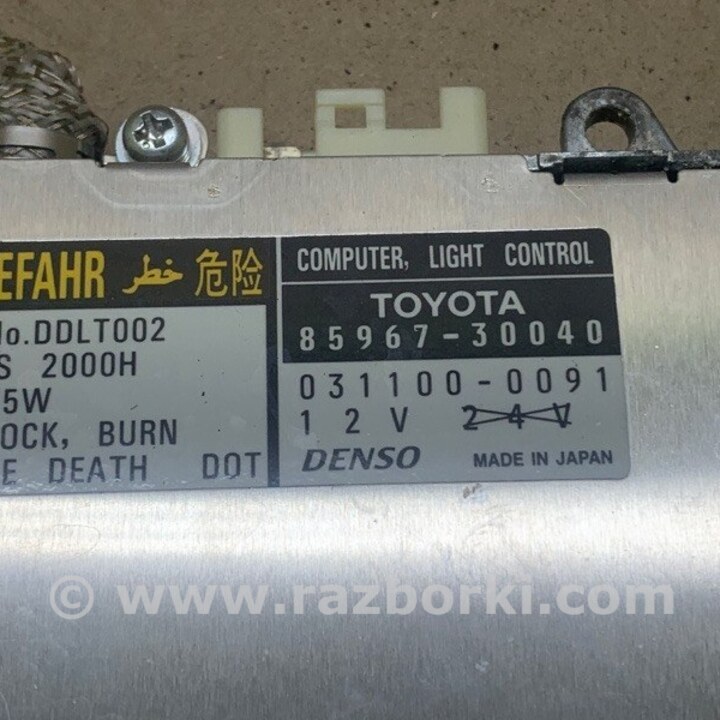 EFAHR خطر 危险
No.DDLT002
S 2000H
5W
OCK, BURN
E DEATH DOT
COMPUTER, LIGHT CONTROL
TOYOTA
85967-30040
031100-0091
12V 24V
DENSO MADE IN JAPAN
© www.razborki.com